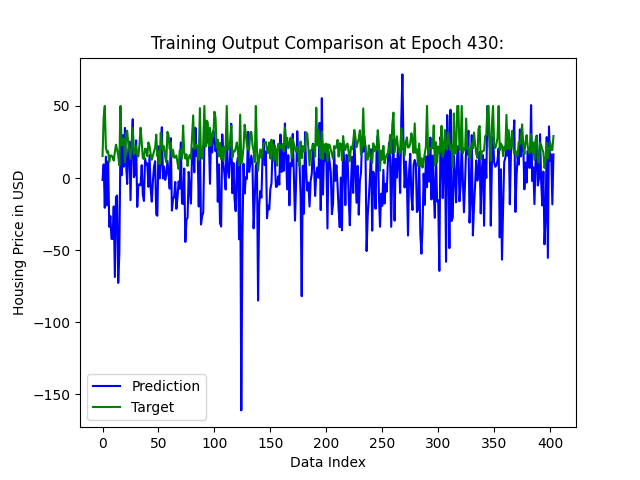 Training Output Comparison at Epoch 430:
Housing Price in USD
50
0
−50
−100
−150
0 50 100 150 200 250 300 350 400
Data Index
Prediction
Target